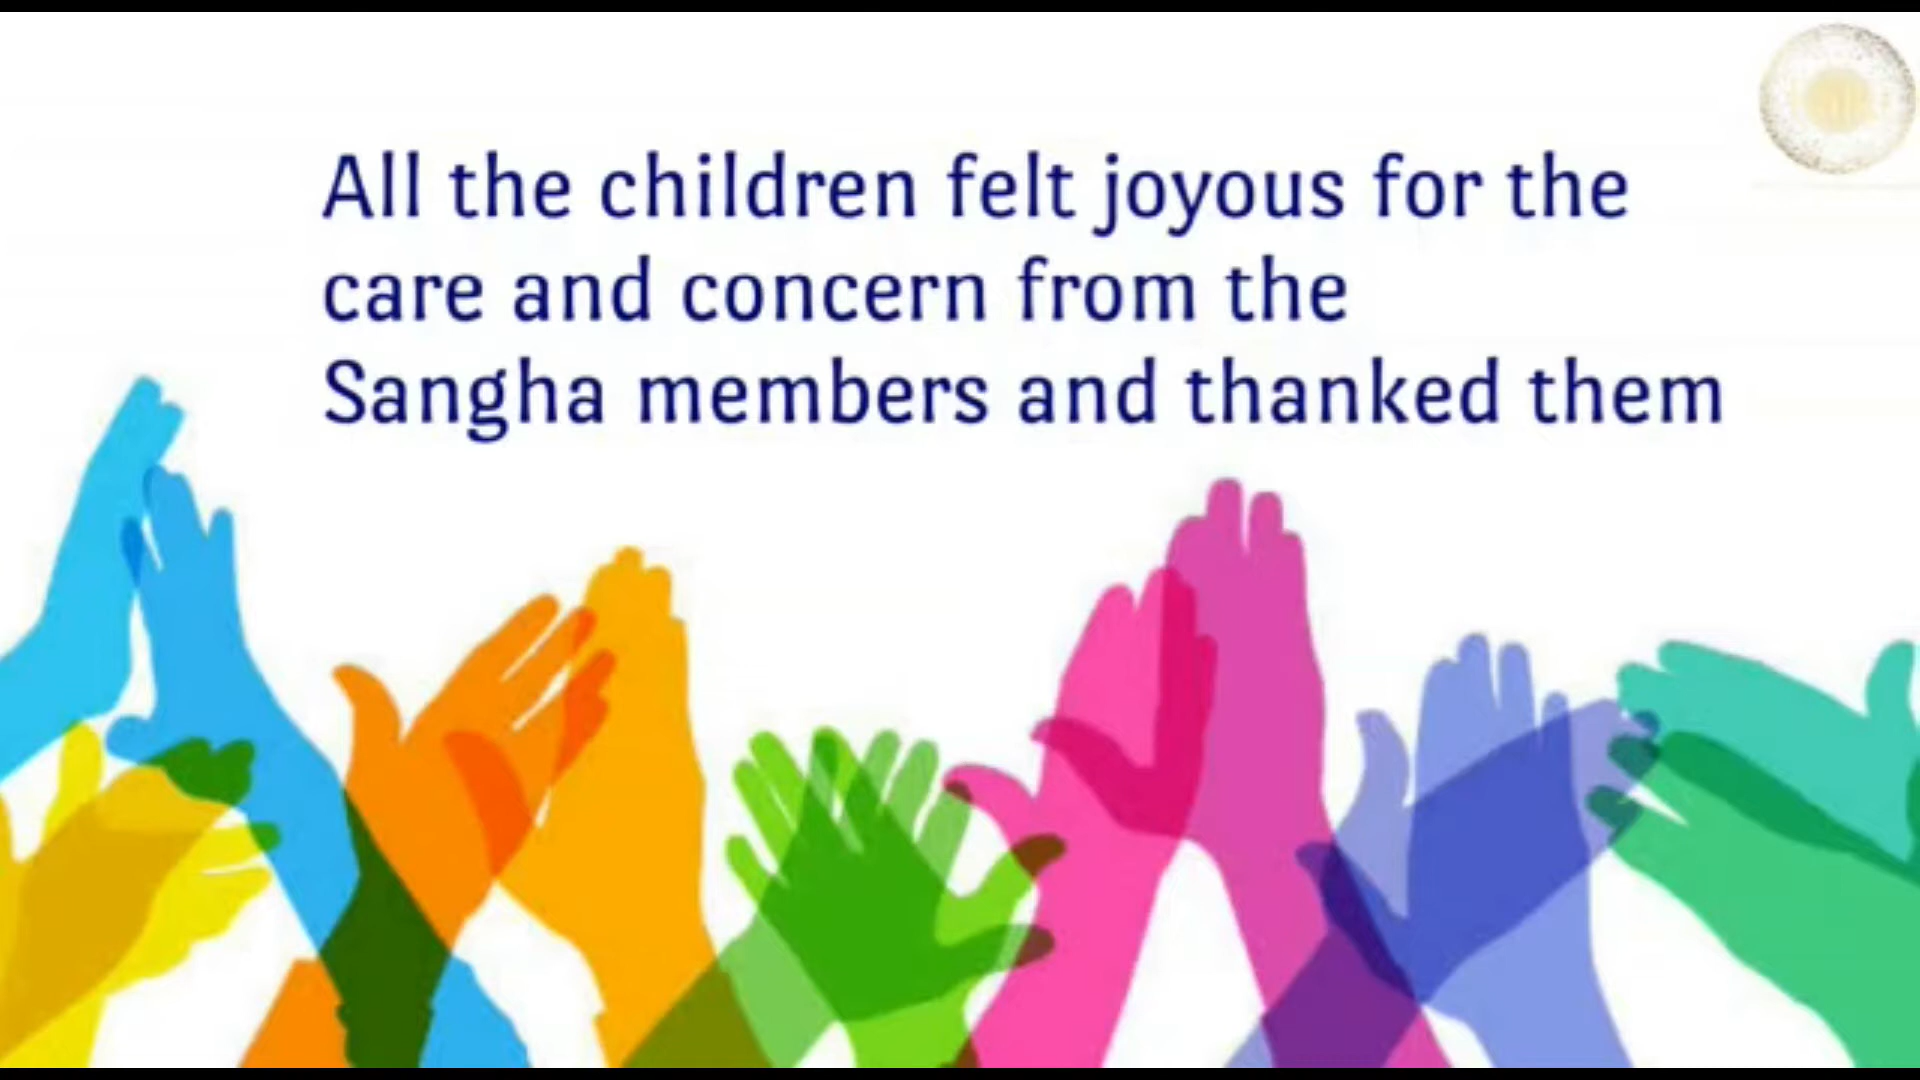 All the children felt joyous for the
care and concern from the
Sangha members and thanked them